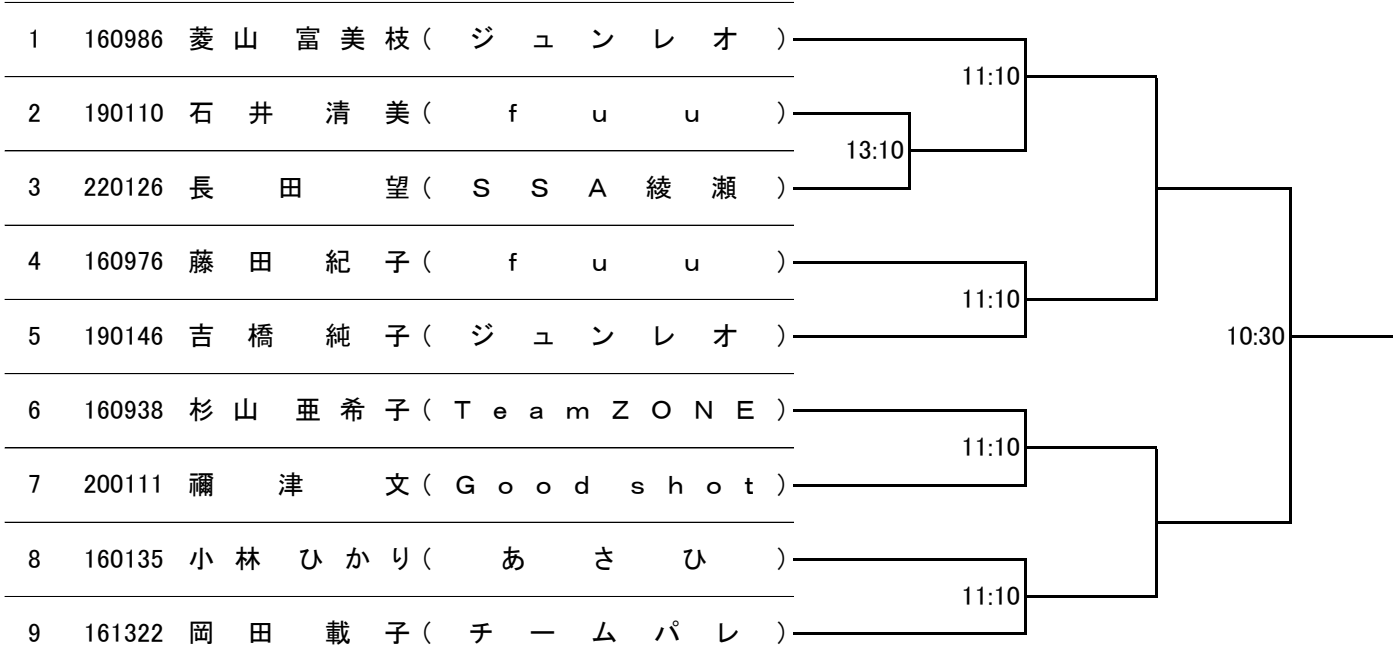 1 160986 菱山 富美枝(ジュンレオ)
11:10
2 190110 石井 清美(fuu)
13:10
3 220126 長田 望(SSA綾瀬)
4 160976 藤田 紀子(fuu)
11:10
5 190146 吉橋 純子(ジュンレオ)
10:30
6 160938 杉山 亜希子(TeamZONE)
11:10
7 200111 禰津 文(Good shot)
8 160135 小林 ひかり(あさひ)
11:10
9 161322 岡田 載子(チームパレ)